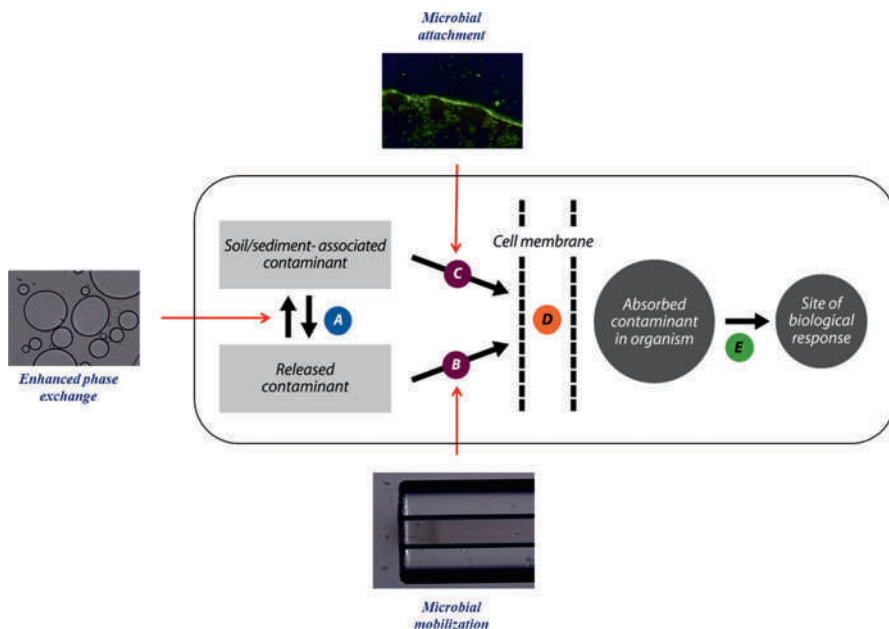 Microbial
attachment
Soil/sediment- associated
contaminant
Cell membrane
C
A
D
Absorbed
contaminant
in organism
Site of
biological
response
E
Enhanced phase
exchange
Released
contaminant
B
Microbial
mobilization